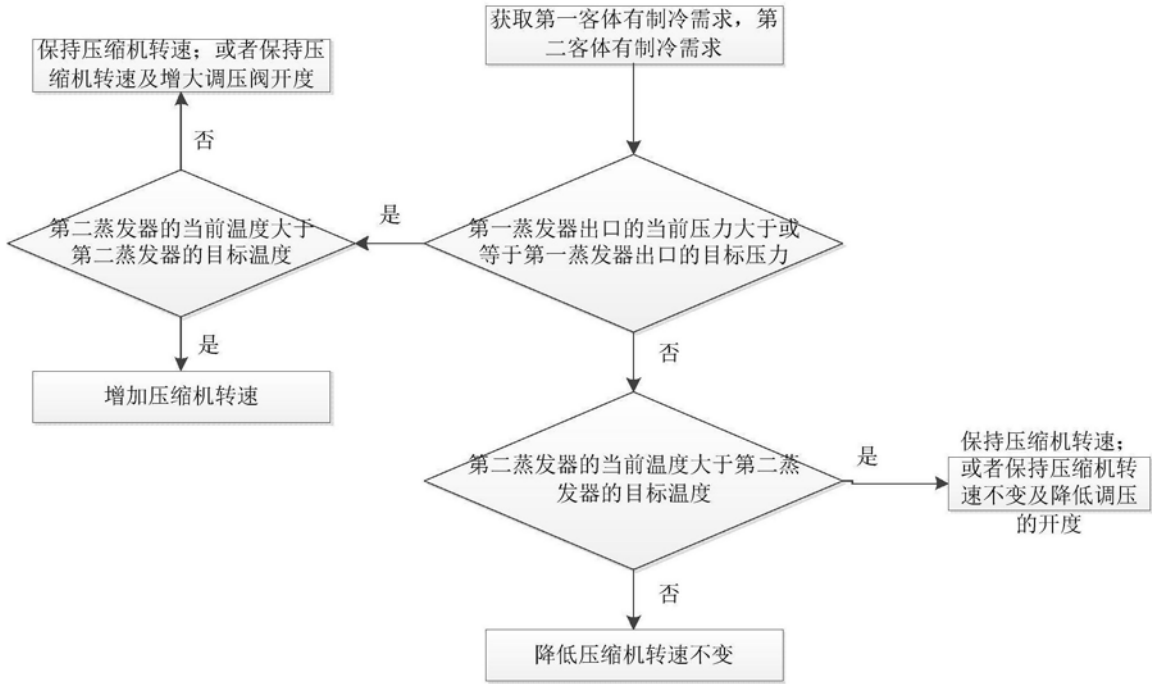 获取第一客体有制冷需求，第
二客体有制冷需求
保持压缩机转速；或者保持压
缩机转速及增大调压阀开度
否
第二蒸发器的当前温度大于
第二蒸发器的目标温度
是
第一蒸发器出口的当前压力大于或
等于第一蒸发器出口的目标压力
是
增加压缩机转速
否
第二蒸发器的当前温度大于第二蒸
发器的目标温度
是
保持压缩机转速；
或者保持压缩机转
速不变及降低调压
的开度
否
降低压缩机转速不变